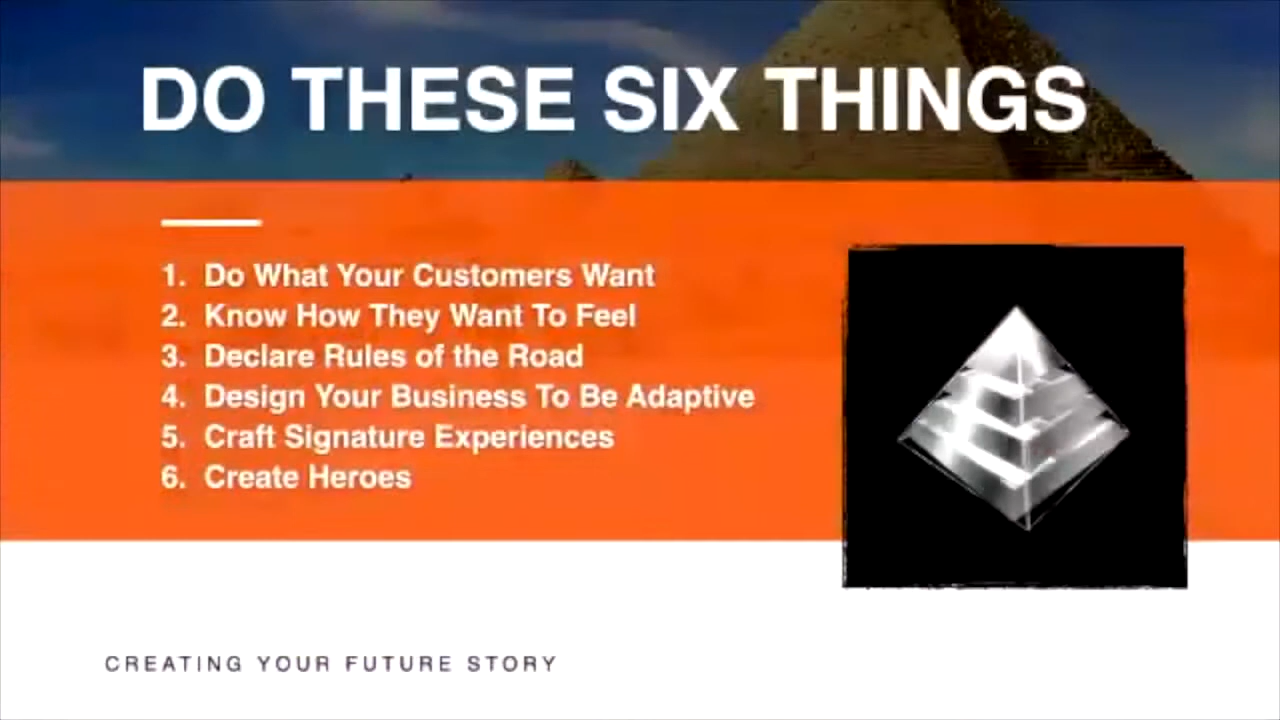 DO THESE SIX THINGS
1. Do What Your Customers Want
2. Know How They Want To Feel
3. Declare Rules of the Road
4. Design Your Business To Be Adaptive
5. Craft Signature Experiences
6. Create Heroes
CREATING YOUR FUTURE STORY